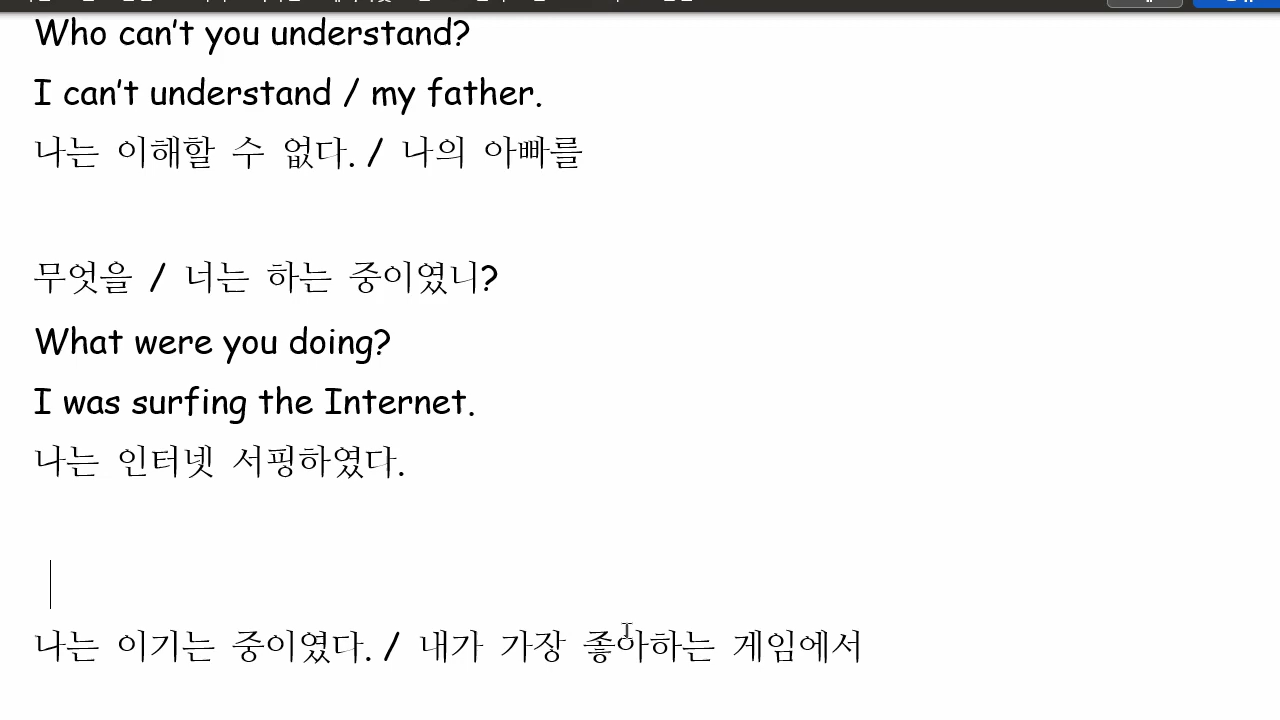 Who can't you understand?
I can't understand / my father.
나는 이해할 수 없다. / 나의 아빠를
무엇을 / 너는 하는 중이였니?
What were you doing?
I was surfing the Internet.
나는 인터넷 서핑하였다.
나는 이기는 중이였다. / 내가 가장 좋아하는 게임에서